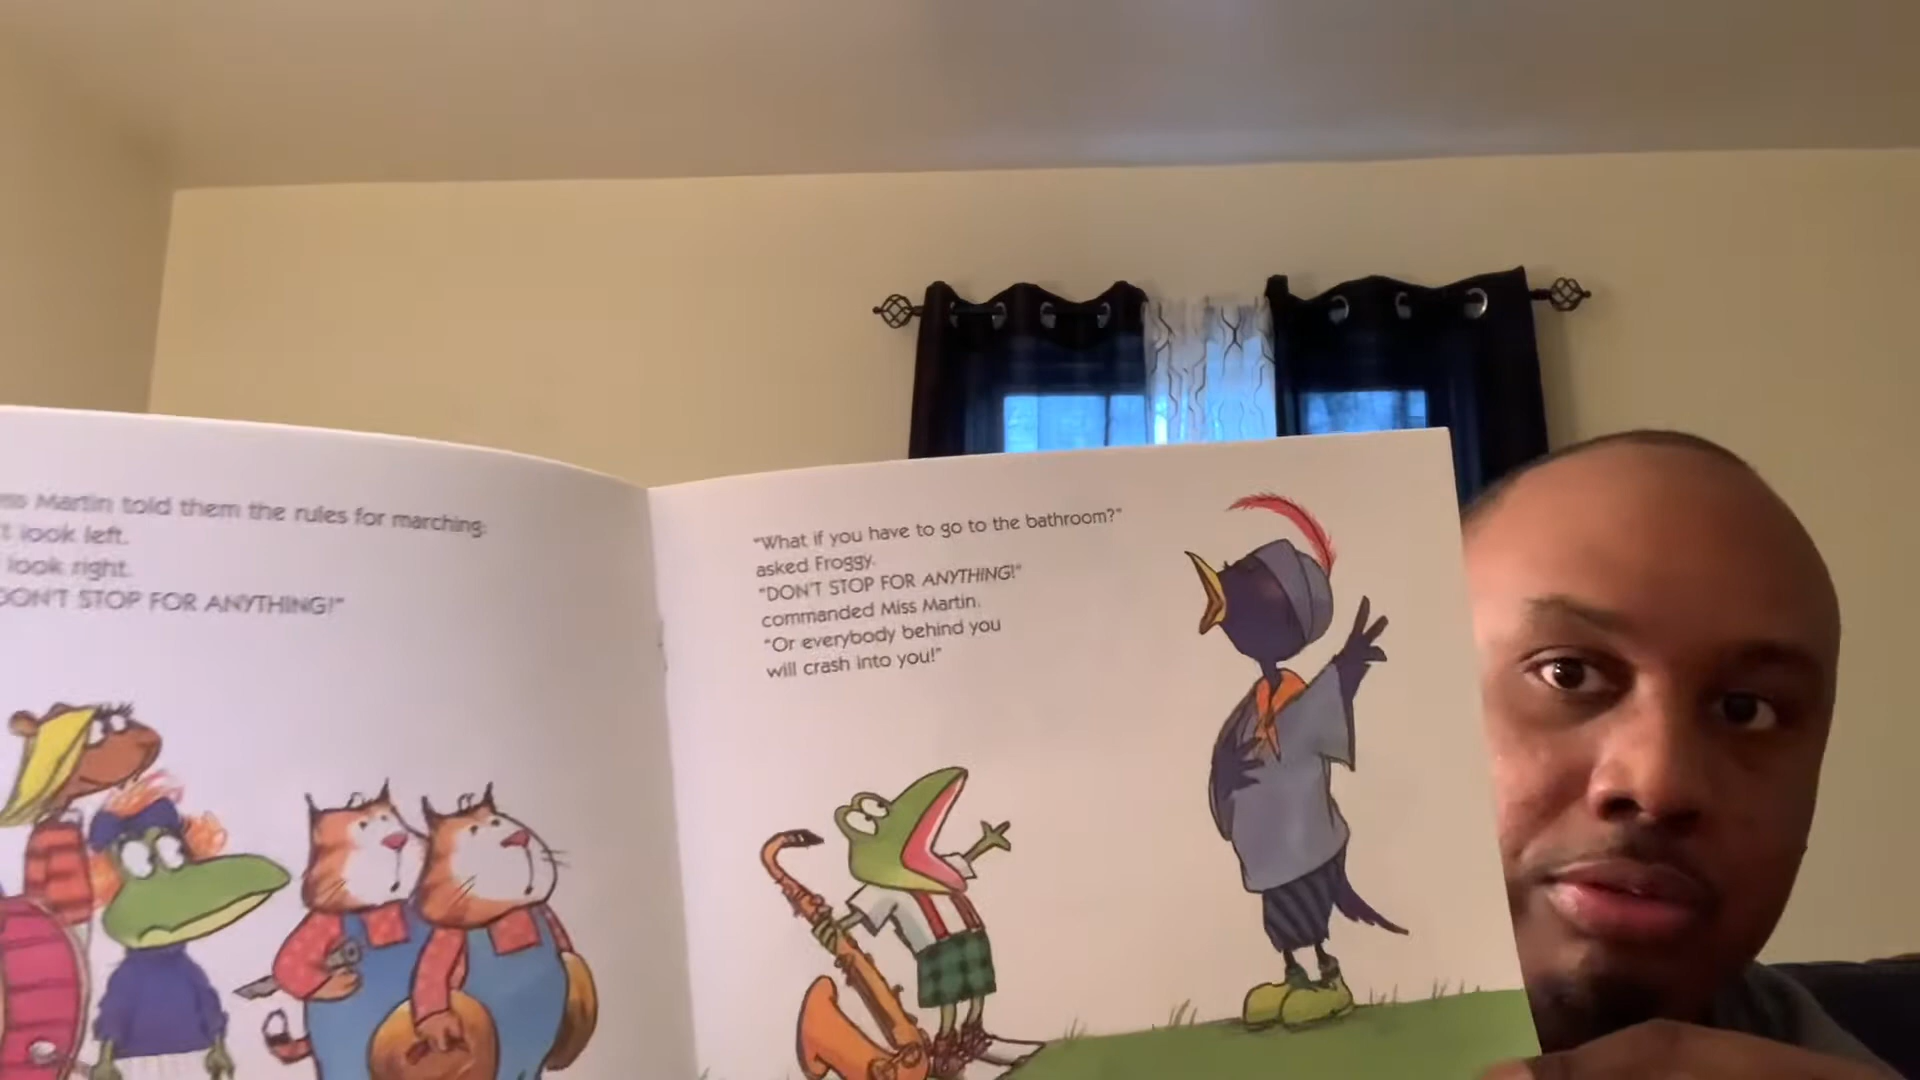 Martin told them the rules for marching:
look left.
look right.
DON'T STOP FOR ANYTHING!"
"What if you have to go to the bathroom?"
asked Froggy.
"DON'T STOP FOR ANYTHING!"
commanded Miss Martin.
"Or everybody behind you
will crash into you!"